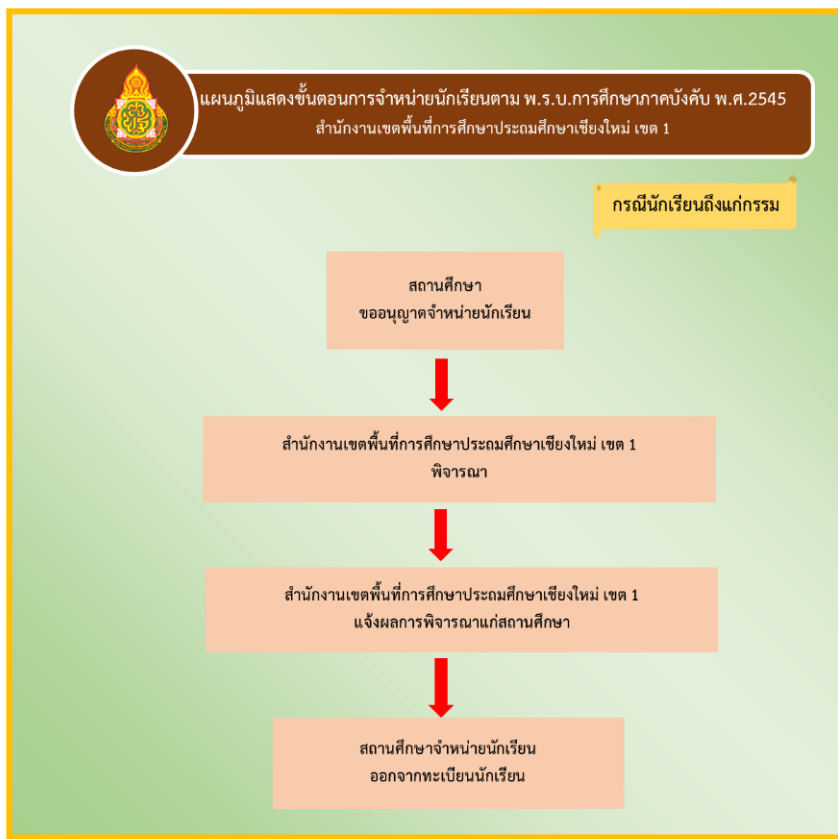 แผนภูมิแสดงขั้นตอนการจำหน่ายนักเรียนตาม พ.ร.บ.การศึกษาภาคบังคับ พ.ศ.2545
สำนักงานเขตพื้นที่การศึกษาประถมศึกษาเชียงใหม่ เขต 1
กรณีนักเรียนถึงแก่กรรม
สถานศึกษา
ขออนุญาตจำหน่ายนักเรียน
สำนักงานเขตพื้นที่การศึกษาประถมศึกษาเชียงใหม่ เขต 1
พิจารณา
สำนักงานเขตพื้นที่การศึกษาประถมศึกษาเชียงใหม่ เขต 1
แจ้งผลการพิจารณาแก่สถานศึกษา
สถานศึกษาจำหน่ายนักเรียน
ออกจากทะเบียนนักเรียน